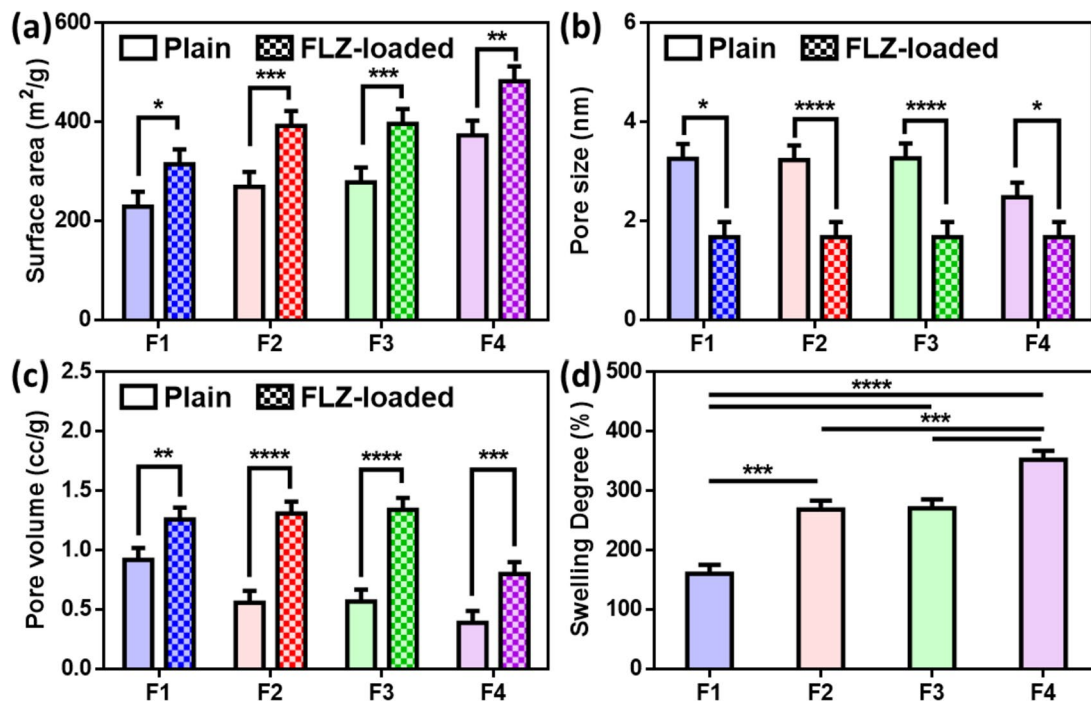 (a)
Surface area (m²/g)
600
400
200
0
Plain FLZ-loaded
*
***
***
**
F1 F2 F3 F4
(b)
Pore size (nm)
6
4
2
0
Plain FLZ-loaded
*
****
****
*
F1 F2 F3 F4
(c)
Pore volume (cc/g)
2.5
2.0
1.5
1.0
0.5
0.0
Plain FLZ-loaded
**
****
****
***
F1 F2 F3 F4
(d)
Swelling Degree (%)
500
400
300
200
100
0
****
***
***
F1 F2 F3 F4